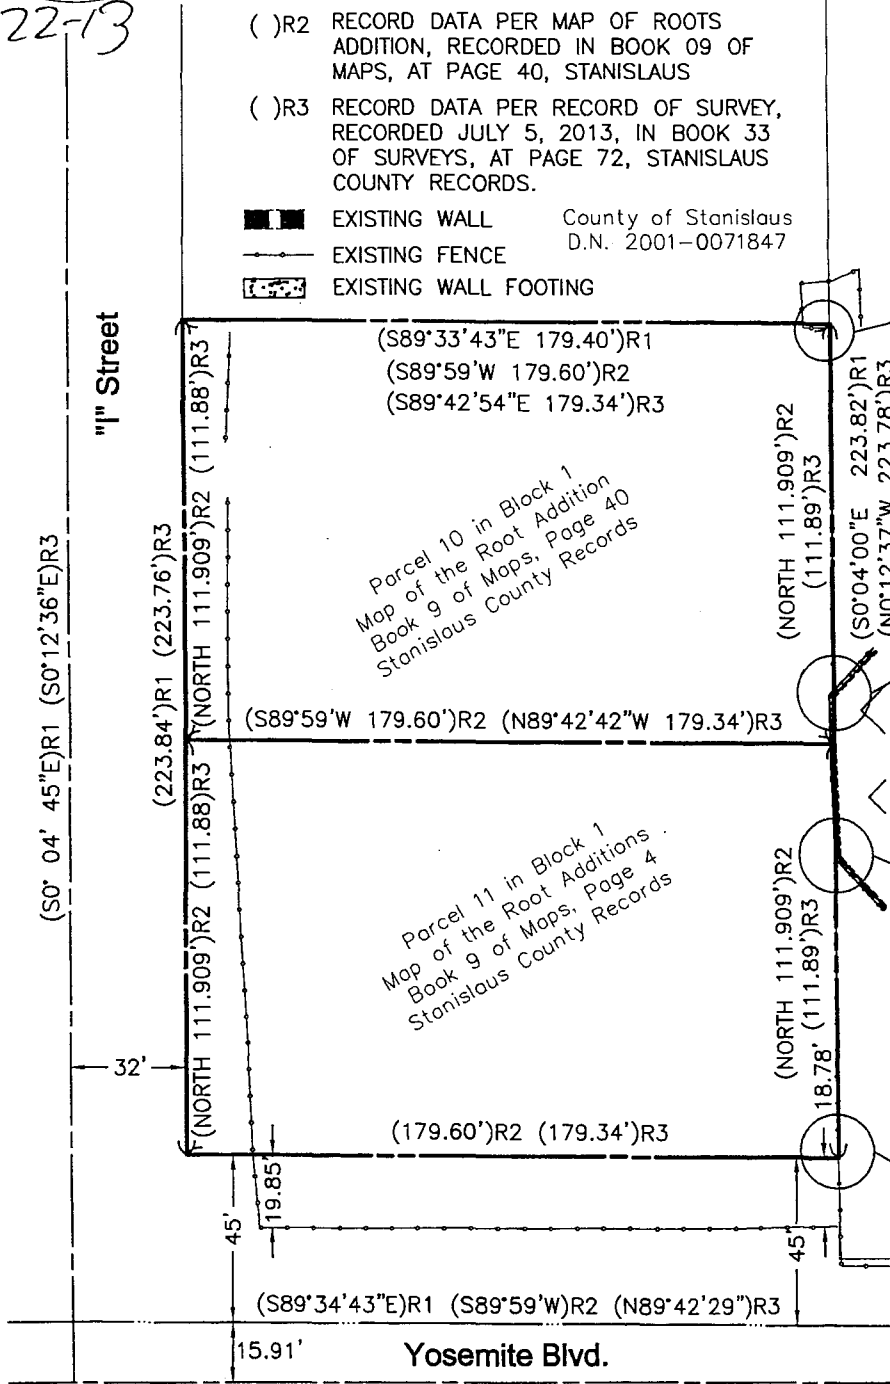 22-13
( )R2 RECORD DATA PER MAP OF ROOTS
ADDITION, RECORDED IN BOOK 09 OF
MAPS, AT PAGE 40, STANISLAUS
( )R3 RECORD DATA PER RECORD OF SURVEY,
RECORDED JULY 5, 2013, IN BOOK 33
OF SURVEYS, AT PAGE 72, STANISLAUS
COUNTY RECORDS.
EXISTING WALL
EXISTING FENCE
EXISTING WALL FOOTING
County of Stanislaus
D.N. 2001-0071847
"I" Street
(S0° 04' 45"E)R1 (S0°12'36"E)R3
(223.84')R1 (223.76')R3
(NORTH 111.909')R2 (111.88')R3
(S89°33'43"E 179.40')R1
(S89°59'W 179.60')R2
(S89°42'54"E 179.34')R3
(NORTH 111.909')R2
(111.89')R3
(S0°04'00"E 223.82')R1
(N0°12'37"W 223.78')R3
Parcel 10 in Block 1
Map of the Root Addition
Book 9 of Maps, Page 40
Stanislaus County Records
(S89°59'W 179.60')R2 (N89°42'42"W 179.34')R3
(NORTH 111.909')R2 (111.88)R3
Parcel 11 in Block 1
Map of the Root Additions
Book 9 of Maps, Page 4
Stanislaus County Records
(NORTH 111.909')R2
(111.89')R3
18.78'
32'
(179.60')R2 (179.34')R3
19.85'
45'
45'
(S89°34'43"E)R1 (S89°59'W)R2 (N89°42'29")R3
15.91'
Yosemite Blvd.